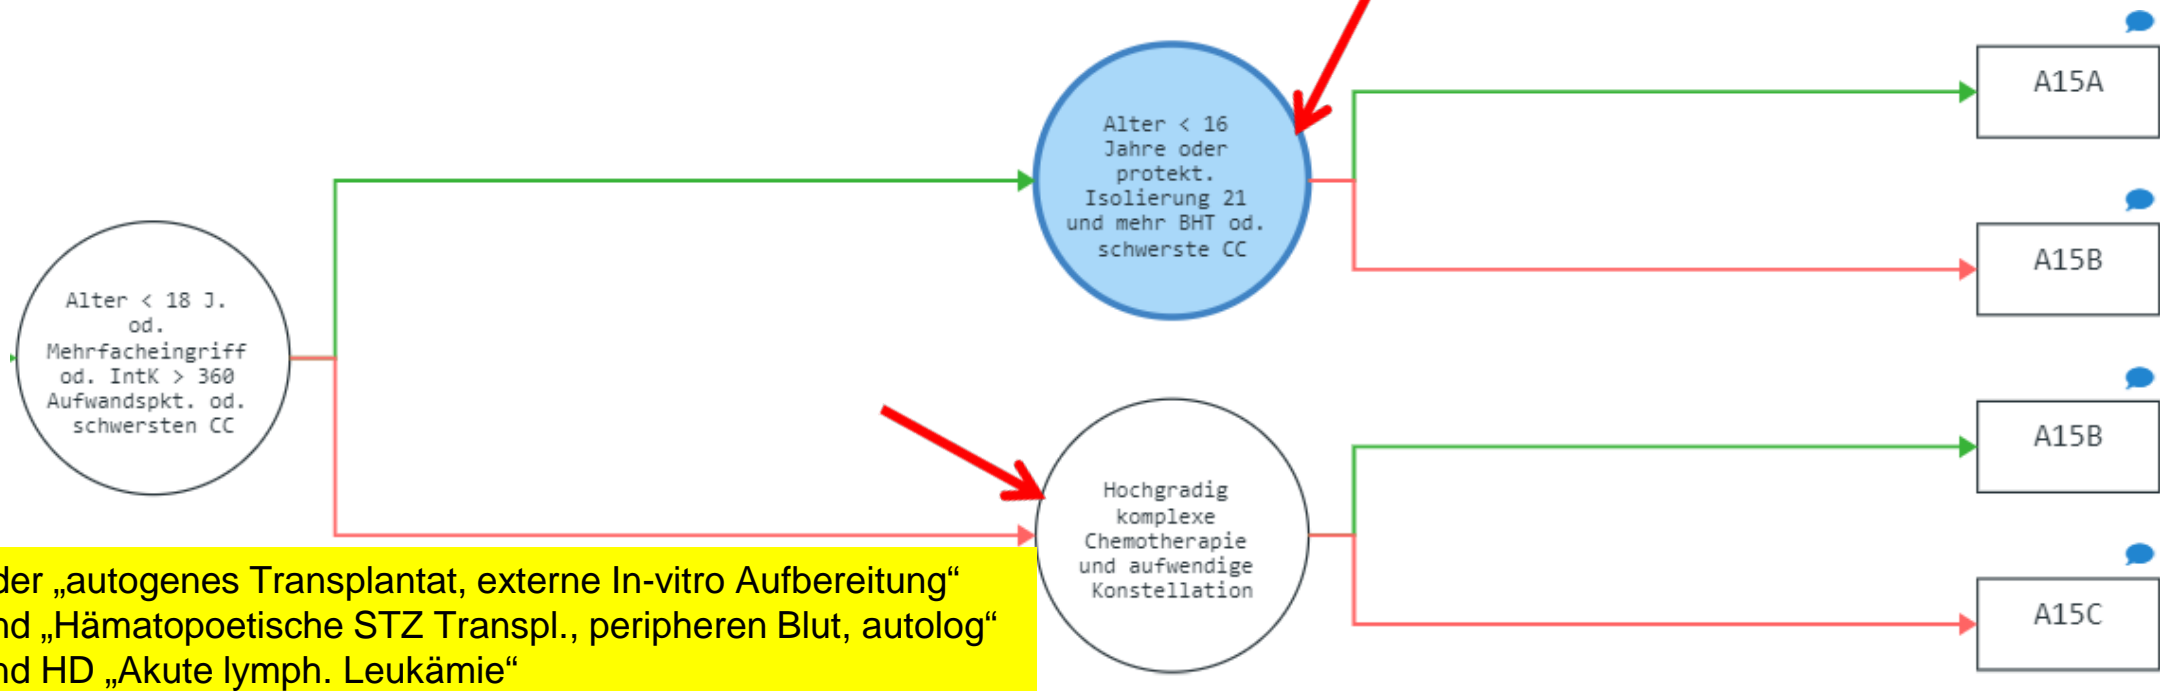 Alter < 18 J.
od.
Mehrfacheingriff
od. IntK > 360
Aufwandspkt. od.
schwersten CC
Alter < 16
Jahre oder
protekt.
Isolierung 21
und mehr BHT od.
schwerste CC
Hochgradig
komplexe
Chemotherapie
und aufwendige
Konstellation
A15A
A15B
A15B
A15C
der „autogenes Transplantat, externe In-vitro Aufbereitung“
nd „Hämatopoetische STZ Transpl., peripheren Blut, autolog“
nd HD „Akute lymph. Leukämie“